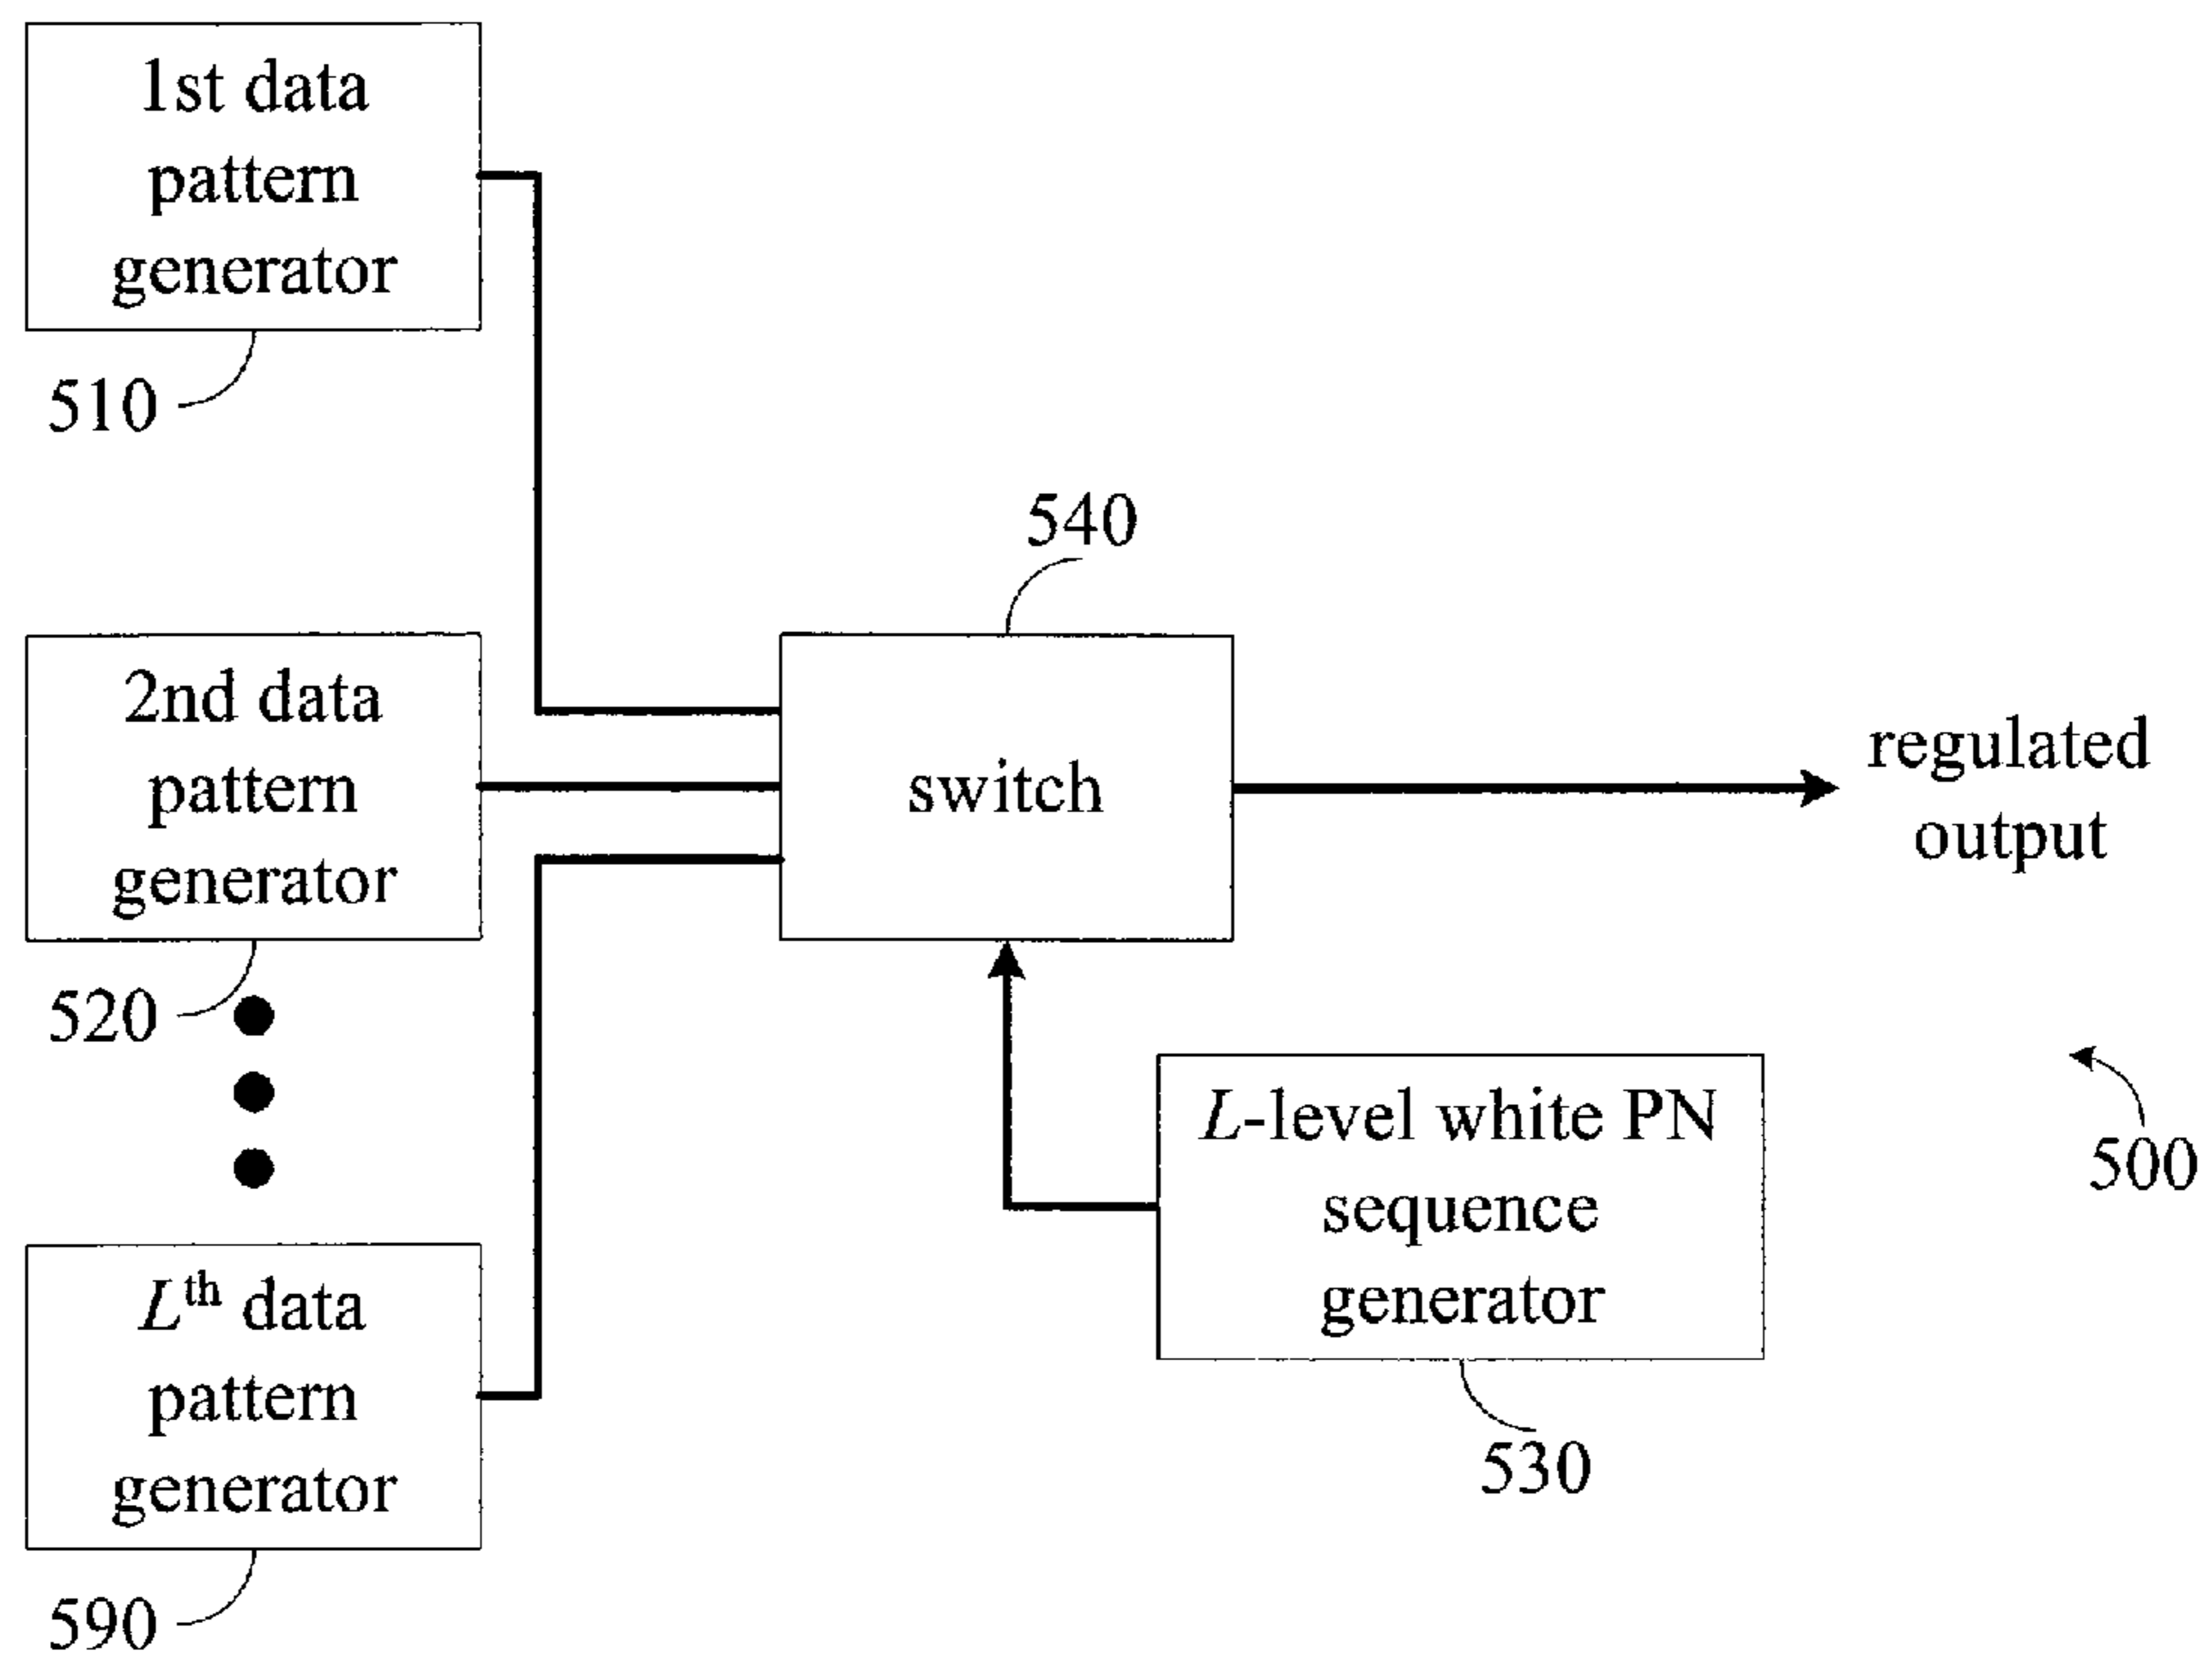 1st data
pattern
generator
510
2nd data
pattern
generator
520
Lth data
pattern
generator
590
540
switch
regulated
output
L-level white PN
sequence
generator
530
500